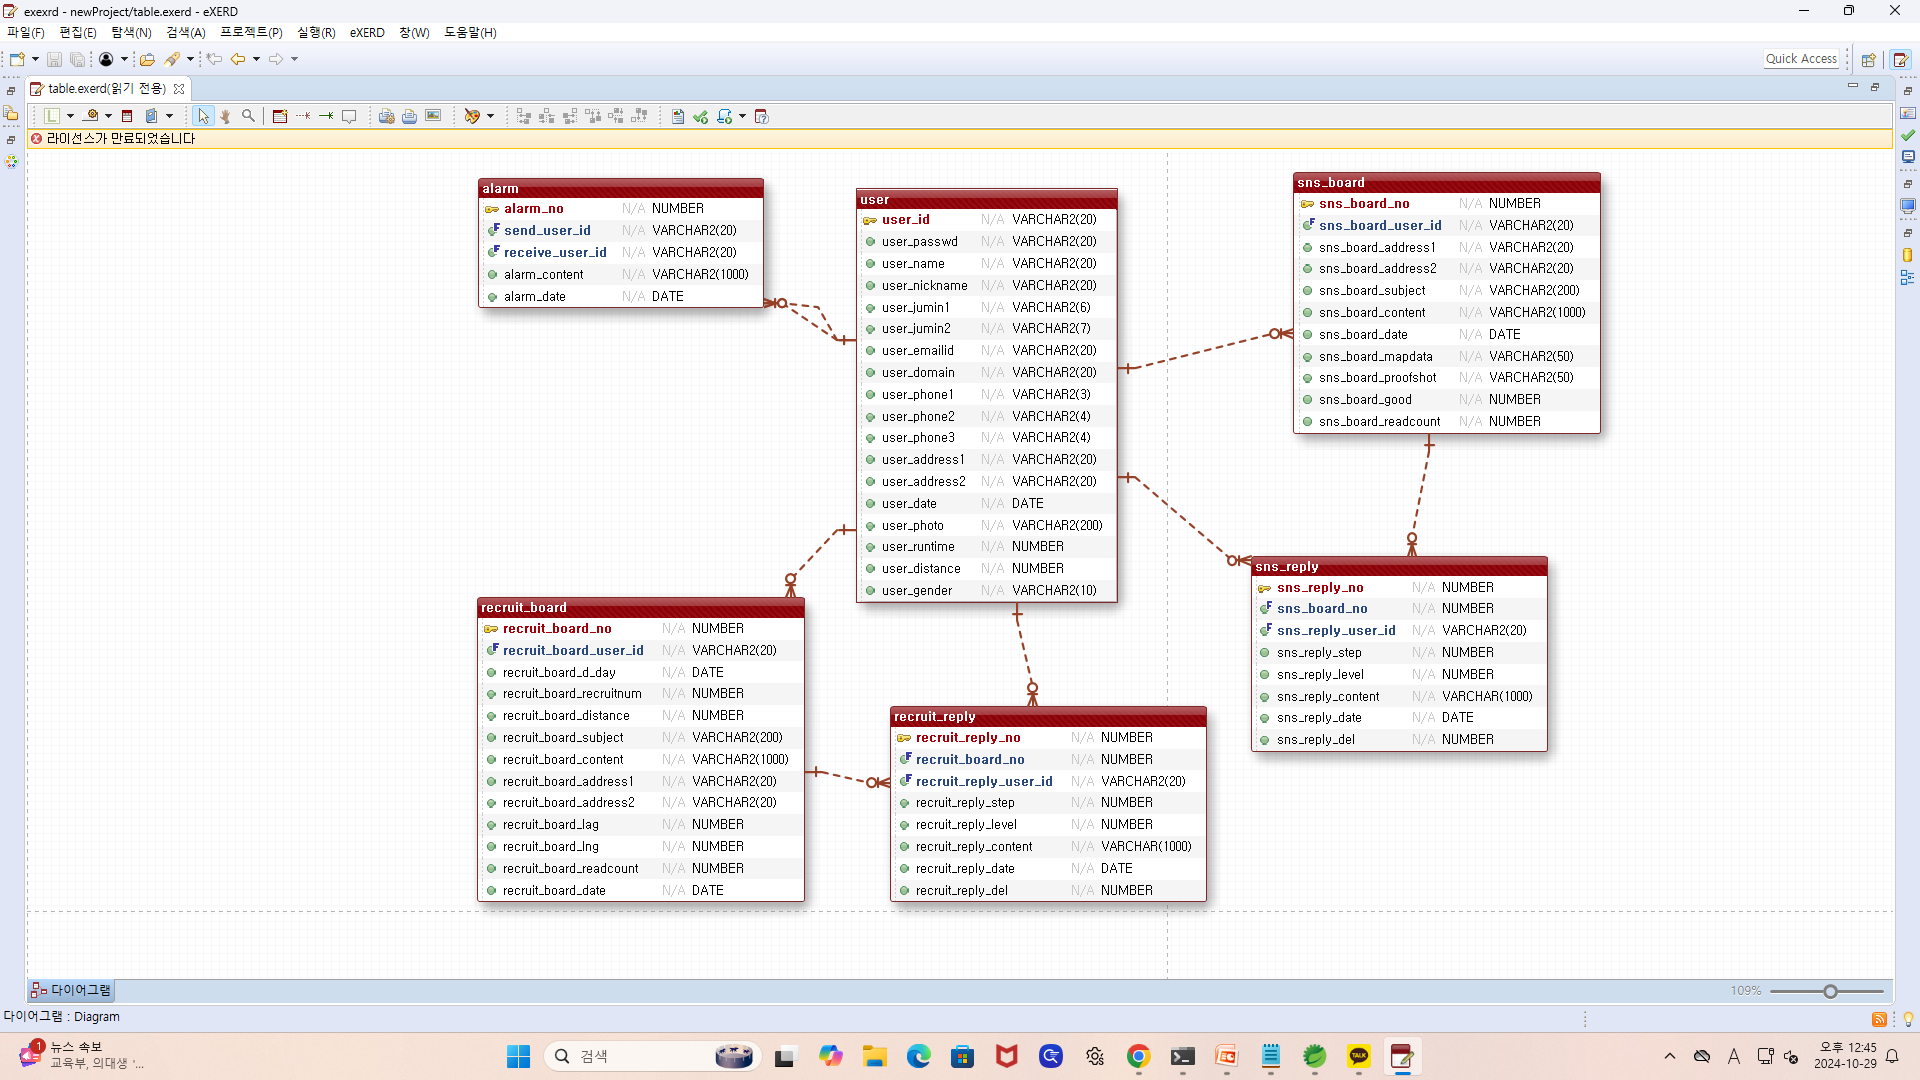 exexrd - newProject/table.exerd - eXERD
파일(F) 편집(E) 탐색(N) 검색(A) 프로젝트(P) 실행(R) eXERD 창(W) 도움말(H)
Quick Access
table.exerd(읽기 전용)
라이선스가 만료되었습니다
alarm
alarm_no N/A NUMBER
send_user_id N/A VARCHAR2(20)
receive_user_id N/A VARCHAR2(20)
alarm_content N/A VARCHAR2(1000)
alarm_date N/A DATE
user
user_id N/A VARCHAR2(20)
user_passwd N/A VARCHAR2(20)
user_name N/A VARCHAR2(20)
user_nickname N/A VARCHAR2(20)
user_jumin1 N/A VARCHAR2(6)
user_jumin2 N/A VARCHAR2(7)
user_emailid N/A VARCHAR2(20)
user_domain N/A VARCHAR2(20)
user_phone1 N/A VARCHAR2(3)
user_phone2 N/A VARCHAR2(4)
user_phone3 N/A VARCHAR2(4)
user_address1 N/A VARCHAR2(20)
user_address2 N/A VARCHAR2(20)
user_date N/A DATE
user_photo N/A VARCHAR2(200)
user_runtime N/A NUMBER
user_distance N/A NUMBER
user_gender N/A VARCHAR2(10)
sns_board
sns_board_no N/A NUMBER
sns_board_user_id N/A VARCHAR2(20)
sns_board_address1 N/A VARCHAR2(20)
sns_board_address2 N/A VARCHAR2(20)
sns_board_subject N/A VARCHAR2(200)
sns_board_content N/A VARCHAR2(1000)
sns_board_date N/A DATE
sns_board_mapdata N/A VARCHAR2(50)
sns_board_proofshot N/A VARCHAR2(50)
sns_board_good N/A NUMBER
sns_board_readcount N/A NUMBER
sns_reply
sns_reply_no N/A NUMBER
sns_board_no N/A NUMBER
sns_reply_user_id N/A VARCHAR2(20)
sns_reply_step N/A NUMBER
sns_reply_level N/A NUMBER
sns_reply_content N/A VARCHAR(1000)
sns_reply_date N/A DATE
sns_reply_del N/A NUMBER
recruit_board
recruit_board_no N/A NUMBER
recruit_board_user_id N/A VARCHAR2(20)
recruit_board_d_day N/A DATE
recruit_board_recruitnum N/A NUMBER
recruit_board_distance N/A NUMBER
recruit_board_subject N/A VARCHAR2(200)
recruit_board_content N/A VARCHAR2(1000)
recruit_board_address1 N/A VARCHAR2(20)
recruit_board_address2 N/A VARCHAR2(20)
recruit_board_lag N/A NUMBER
recruit_board_lng N/A NUMBER
recruit_board_readcount N/A NUMBER
recruit_board_date N/A DATE
recruit_reply
recruit_reply_no N/A NUMBER
recruit_board_no N/A NUMBER
recruit_reply_user_id N/A VARCHAR2(20)
recruit_reply_step N/A NUMBER
recruit_reply_level N/A NUMBER
recruit_reply_content N/A VARCHAR(1000)
recruit_reply_date N/A DATE
recruit_reply_del N/A NUMBER
다이어그램
109%
다이어그램 : Diagram
1
뉴스 속보
교육부, 의대생 '...
검색
TALK
A
오후 12:45
2024-10-29